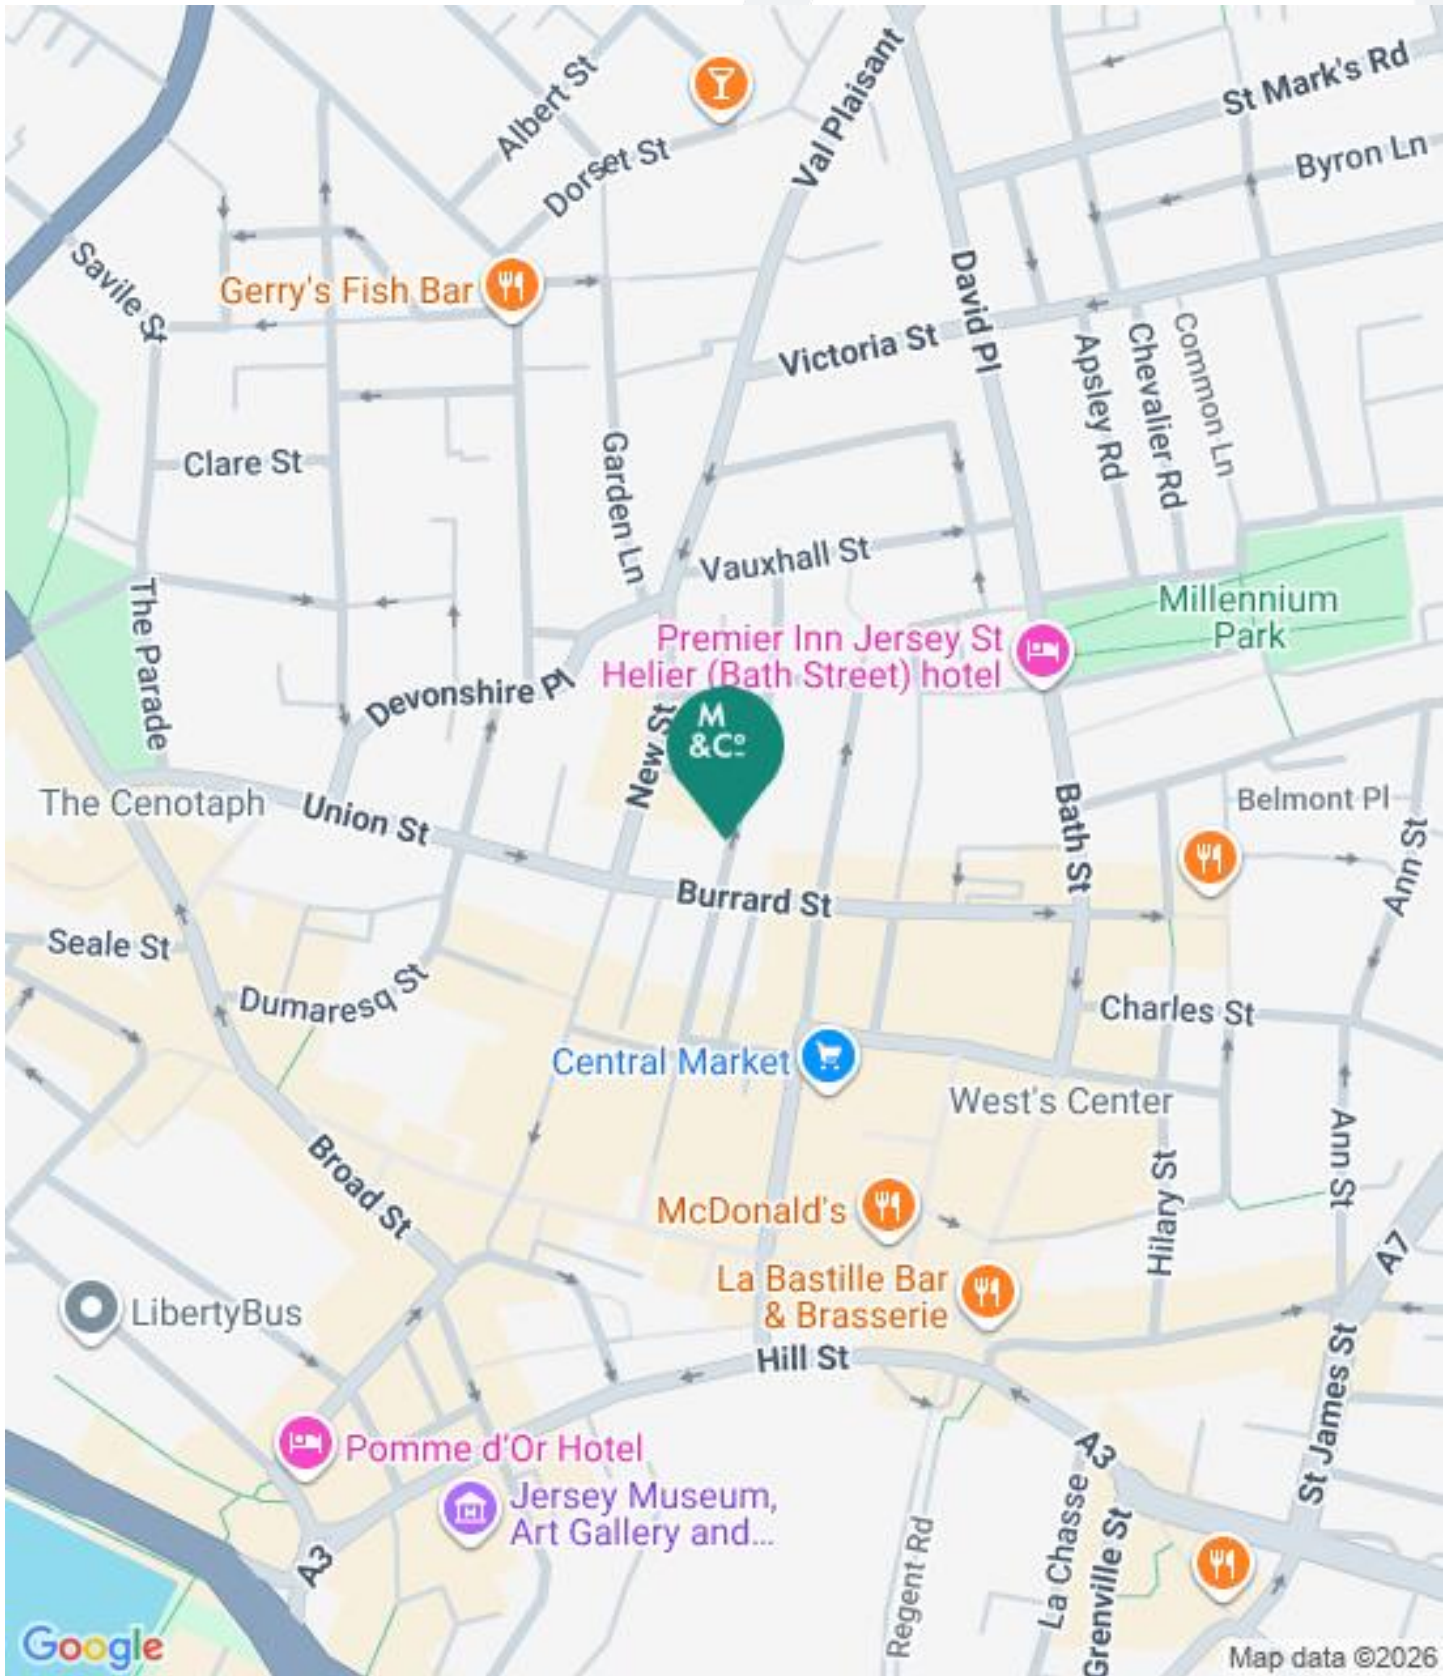 St Mark's Rd
Albert St
Val Plaisant
Byron Ln
Dorset St
Savile St
Gerry's Fish Bar
David Pl
Victoria St
Apsley Rd
Chevalier Rd
Common Ln
Clare St
Garden Ln
Vauxhall St
The Parade
Millennium
Park
Premier Inn Jersey St
Helier (Bath Street) hotel
Devonshire Pl
New St
M
&Cº
The Cenotaph
Union St
Bath St
Belmont Pl
Ann St
Burrard St
Seale St
Dumaresq St
Charles St
Central Market
West's Center
Broad St
Ann St
Hilary St
McDonald's
A7
La Bastille Bar
& Brasserie
LibertyBus
Hill St
St James St
Pomme d'Or Hotel
A3
Jersey Museum,
Art Gallery and...
A3
Regent Rd
La Chasse
Grenville St
Google
Map data ©2026